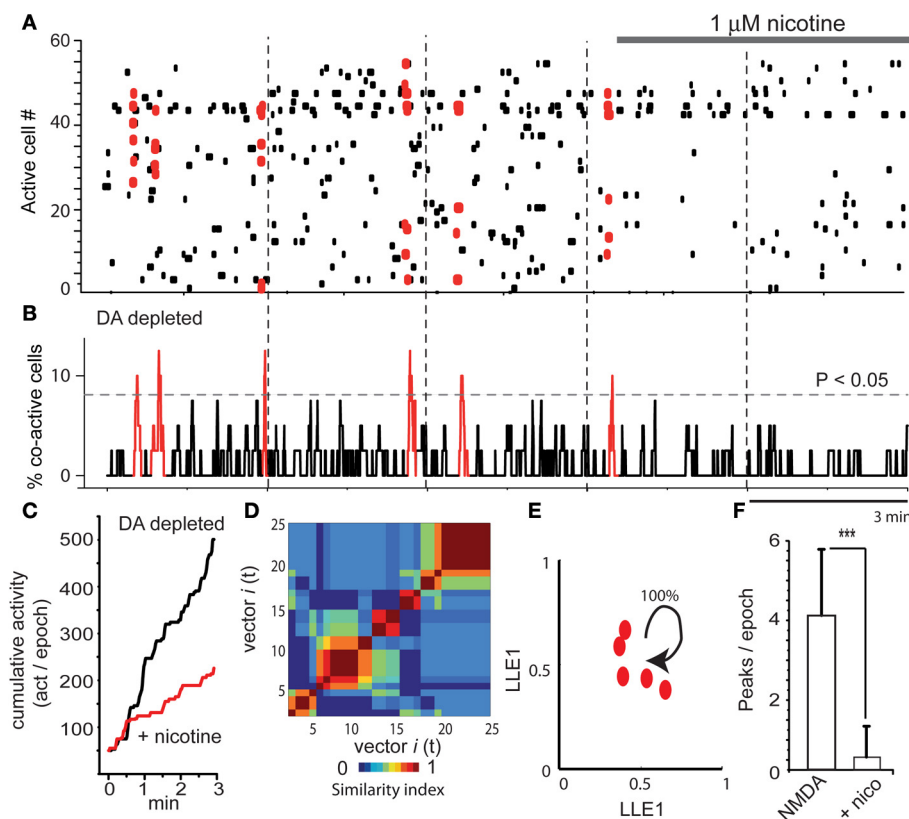 A
1 μM nicotine
60
40
20
0
Active cell #
B
DA depleted
P < 0.05
10
0
% co-active cells
3 min
C
DA depleted
500
400
300
200
100
cumulative activity
(act / epoch)
+ nicotine
0 1 2 3
min
D
25
20
15
10
5
vector i (t)
5 10 15 20 25
vector i (t)
0 1
Similarity index
E
1
0.5
0
LLE1
100%
0 0.5 1
LLE1
F
***
6
4
2
0
Peaks / epoch
NMDA
+ nico